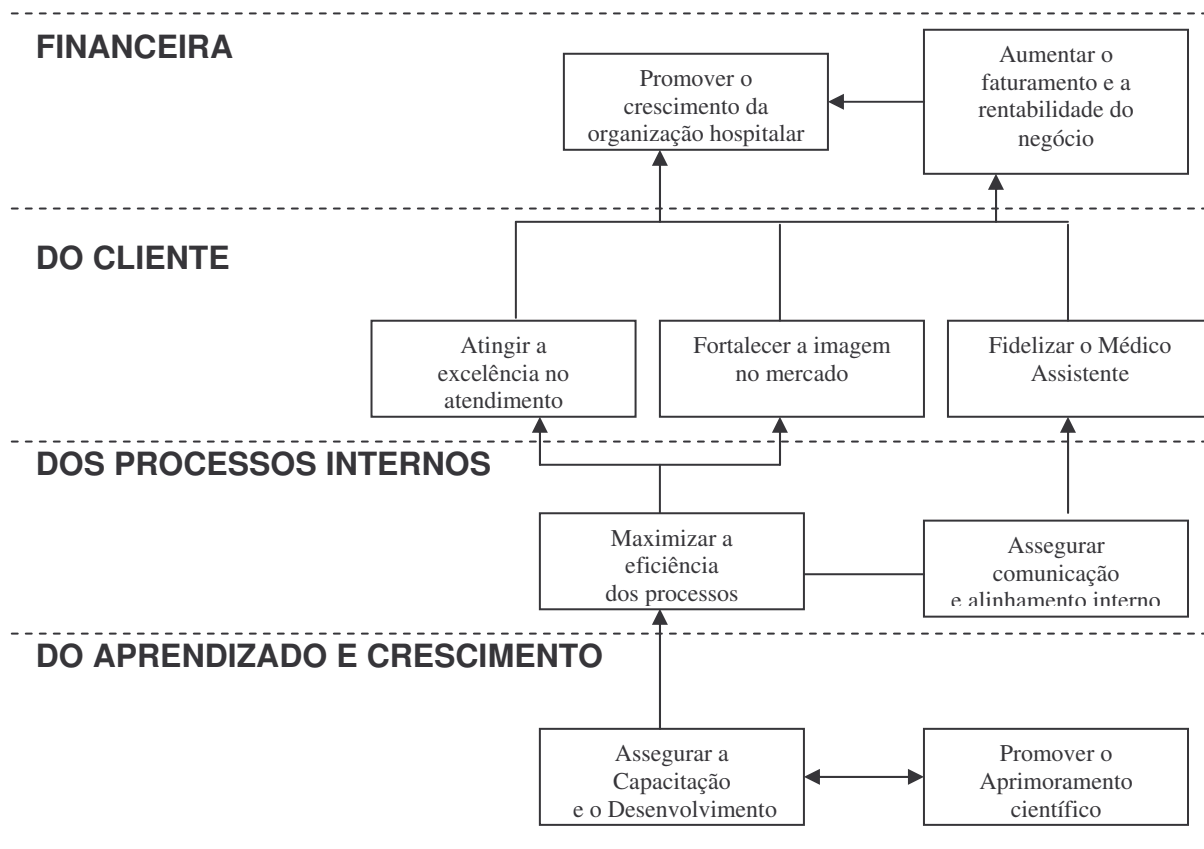 FINANCEIRA
Promover o
crescimento da
organização hospitalar
Aumentar o
faturamento e a
rentabilidade do
negócio
DO CLIENTE
Atingir a
excelência no
atendimento
Fortalecer a imagem
no mercado
Fidelizar o Médico
Assistente
DOS PROCESSOS INTERNOS
Maximizar a
eficiência
dos processos
Assegurar
comunicação
e alinhamento interno
DO APRENDIZADO E CRESCIMENTO
Assegurar a
Capacitação
e o Desenvolvimento
Promover o
Aprimoramento
científico